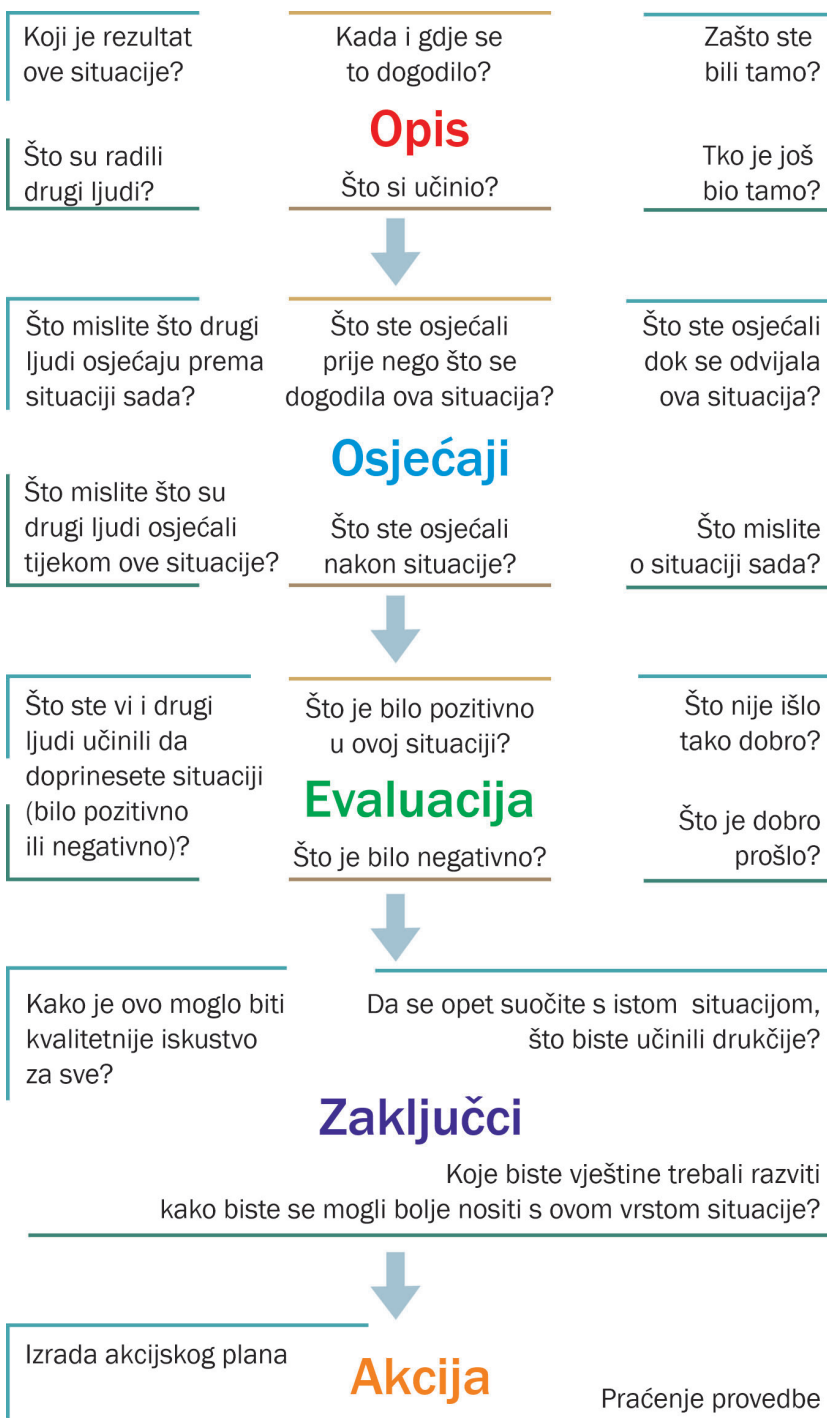 Koji je rezultat
ove situacije?
Kada i gdje se
to dogodilo?
Zašto ste
bili tamo?
Opis
Što su radili
drugi ljudi?
Što si učinio?
Tko je još
bio tamo?
Što mislite što drugi
ljudi osjećaju prema
situaciji sada?
Što ste osjećali
prije nego što se
dogodila ova situacija?
Što ste osjećali
dok se odvijala
ova situacija?
Osjećaji
Što mislite što su
drugi ljudi osjećali
tijekom ove situacije?
Što ste osjećali
nakon situacije?
Što mislite
o situaciji sada?
Što ste vi i drugi
ljudi učinili da
doprinesete situaciji
(bilo pozitivno
ili negativno)?
Što je bilo pozitivno
u ovoj situaciji?
Što nije išlo
tako dobro?
Evaluacija
Što je bilo negativno?
Što je dobro
prošlo?
Kako je ovo moglo biti
kvalitetnije iskustvo
za sve?
Da se opet suočite s istom situacijom,
što biste učinili drukčije?
Zaključci
Koje biste vještine trebali razviti
kako biste se mogli bolje nositi s ovom vrstom situacije?
Izrada akcijskog plana
Akcija
Praćenje provedbe